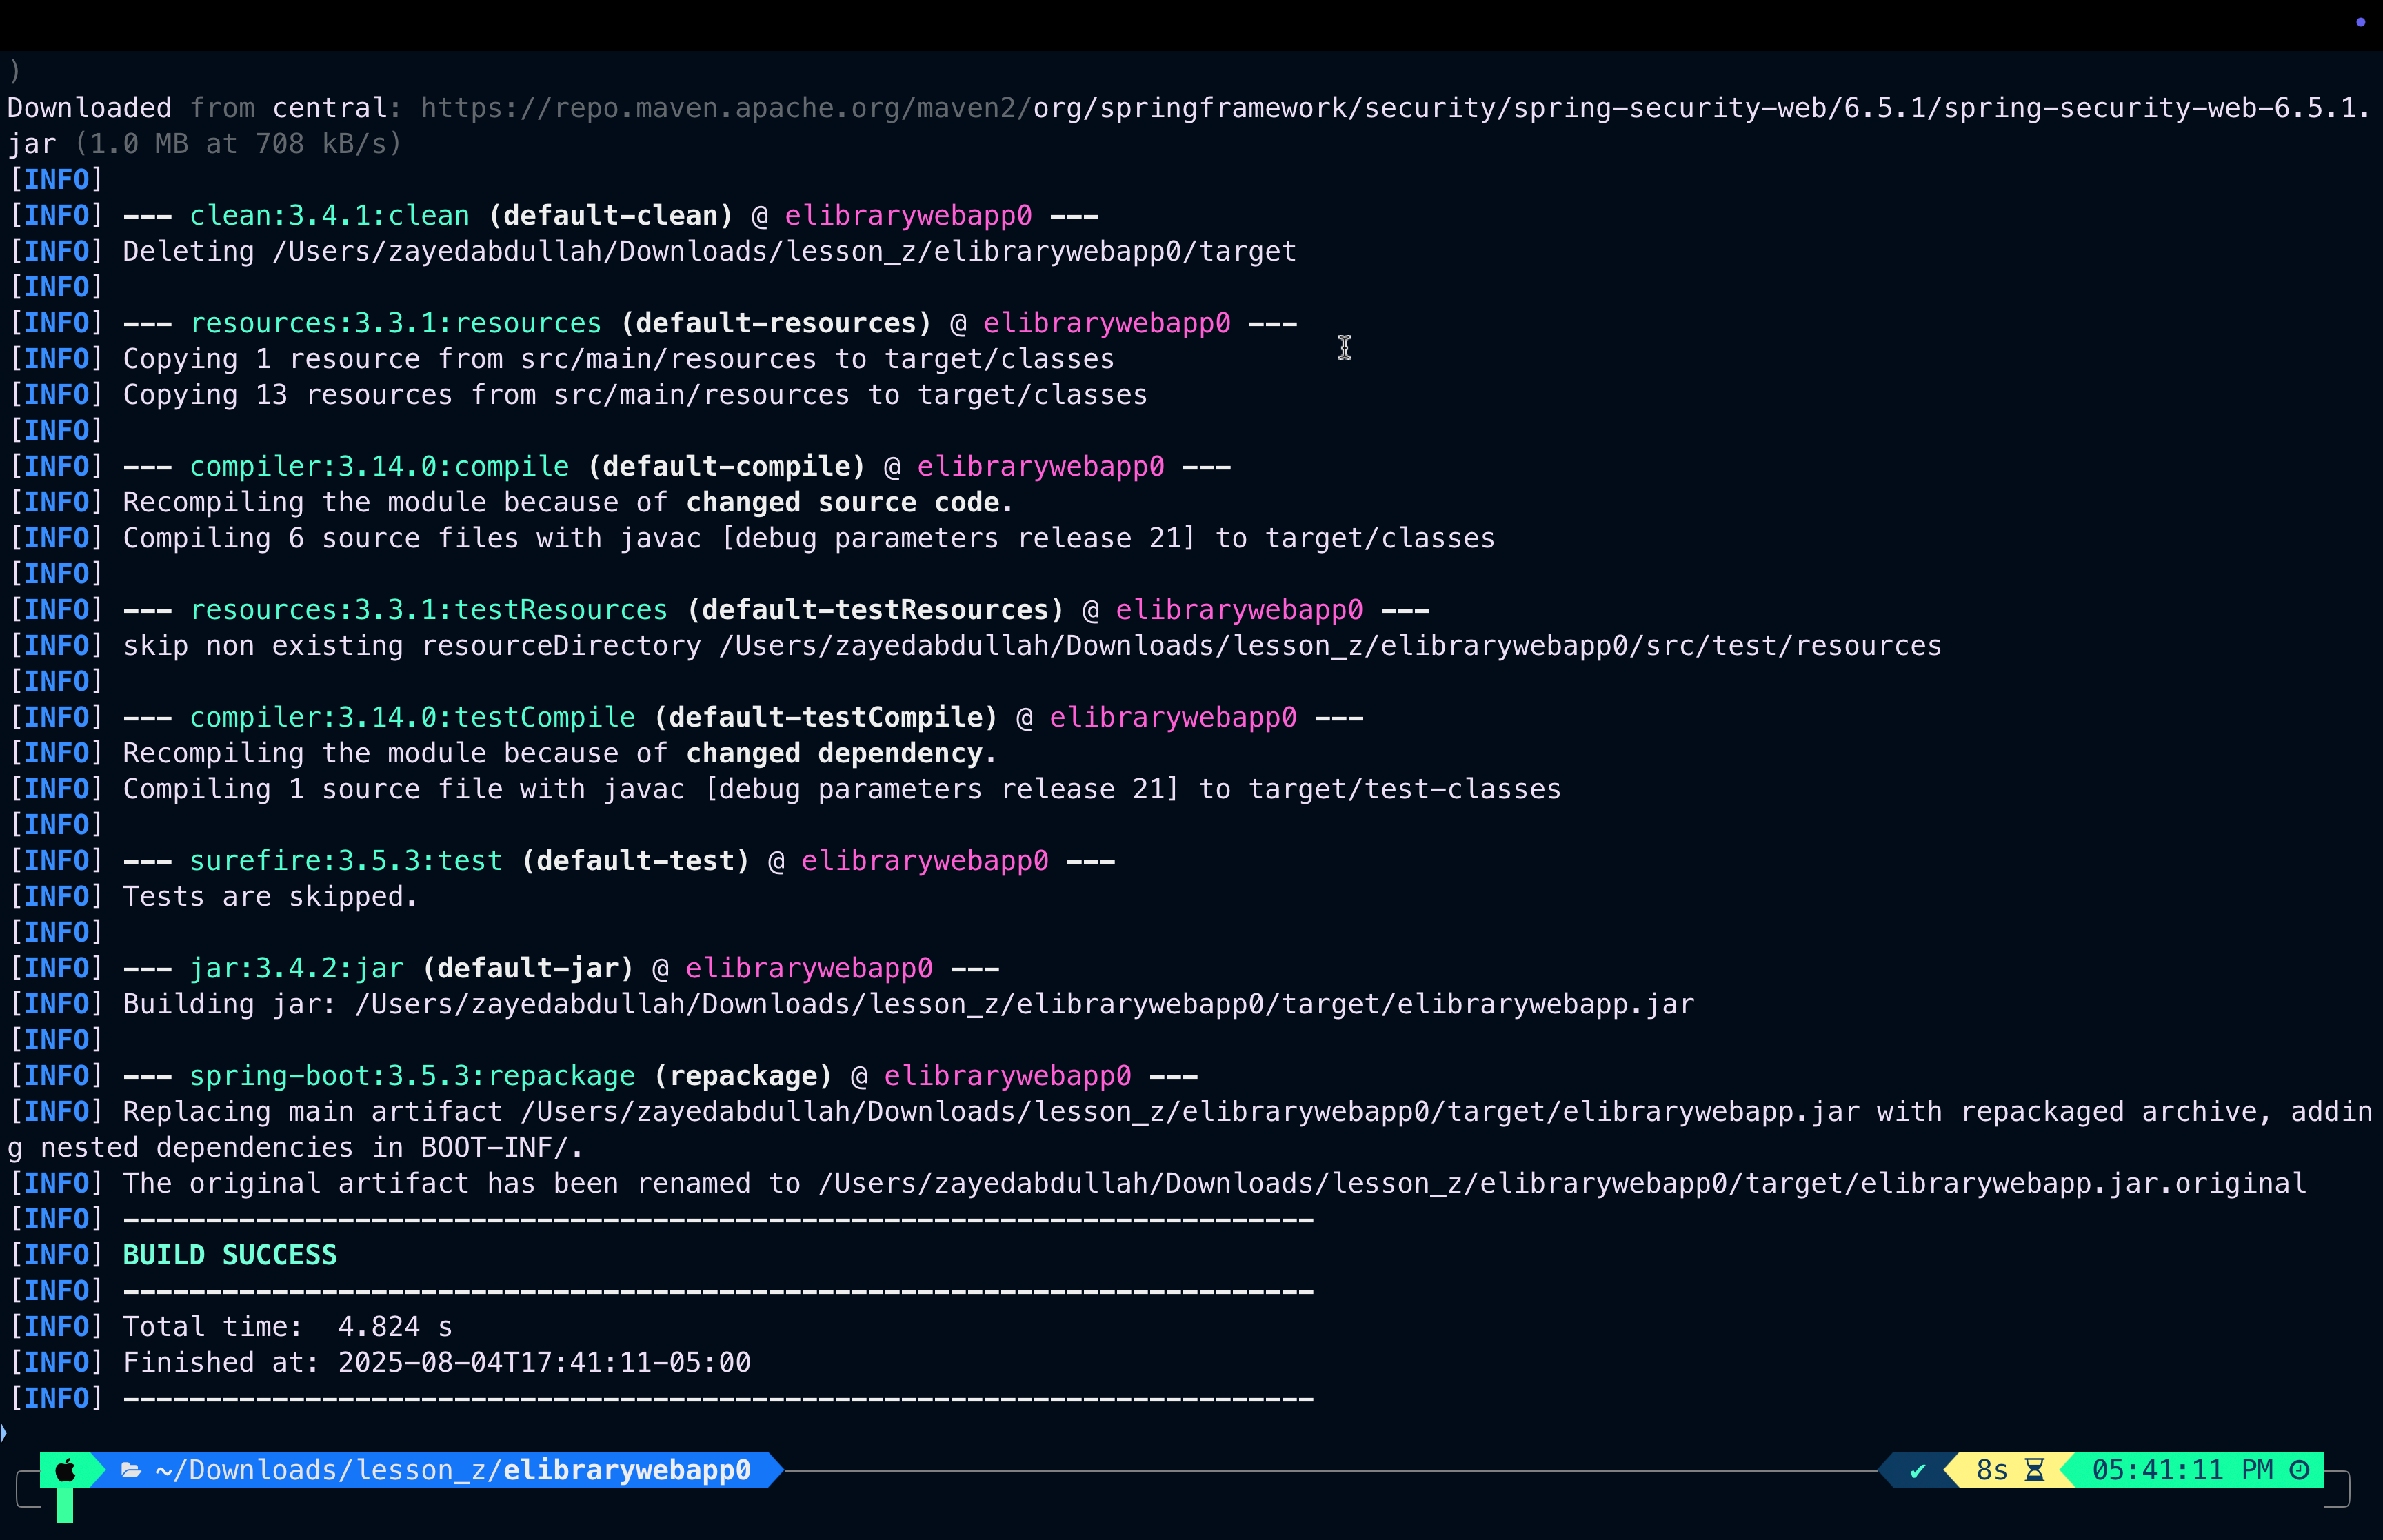 )
Downloaded from central: https://repo.maven.apache.org/maven2/org/springframework/security/spring-security-web/6.5.1/spring-security-web-6.5.1.
jar (1.0 MB at 708 kB/s)
[INFO]
[INFO] --- clean:3.4.1:clean (default-clean) @ elibrarywebapp0 ---
[INFO] Deleting /Users/zayedabdullah/Downloads/lesson_z/elibrarywebapp0/target
[INFO]
[INFO] --- resources:3.3.1:resources (default-resources) @ elibrarywebapp0 ---
[INFO] Copying 1 resource from src/main/resources to target/classes
[INFO] Copying 13 resources from src/main/resources to target/classes
[INFO]
[INFO] --- compiler:3.14.0:compile (default-compile) @ elibrarywebapp0 ---
[INFO] Recompiling the module because of changed source code.
[INFO] Compiling 6 source files with javac [debug parameters release 21] to target/classes
[INFO]
[INFO] --- resources:3.3.1:testResources (default-testResources) @ elibrarywebapp0 ---
[INFO] skip non existing resourceDirectory /Users/zayedabdullah/Downloads/lesson_z/elibrarywebapp0/src/test/resources
[INFO]
[INFO] --- compiler:3.14.0:testCompile (default-testCompile) @ elibrarywebapp0 ---
[INFO] Recompiling the module because of changed dependency.
[INFO] Compiling 1 source file with javac [debug parameters release 21] to target/test-classes
[INFO]
[INFO] --- surefire:3.5.3:test (default-test) @ elibrarywebapp0 ---
[INFO] Tests are skipped.
[INFO]
[INFO] --- jar:3.4.2:jar (default-jar) @ elibrarywebapp0 ---
[INFO] Building jar: /Users/zayedabdullah/Downloads/lesson_z/elibrarywebapp0/target/elibrarywebapp.jar
[INFO]
[INFO] --- spring-boot:3.5.3:repackage (repackage) @ elibrarywebapp0 ---
[INFO] Replacing main artifact /Users/zayedabdullah/Downloads/lesson_z/elibrarywebapp0/target/elibrarywebapp.jar with repackaged archive, addin
g nested dependencies in BOOT-INF/.
[INFO] The original artifact has been renamed to /Users/zayedabdullah/Downloads/lesson_z/elibrarywebapp0/target/elibrarywebapp.jar.original
[INFO] ------------------------------------------------------------------------
[INFO] BUILD SUCCESS
[INFO] ------------------------------------------------------------------------
[INFO] Total time:  4.824 s
[INFO] Finished at: 2025-08-04T17:41:11-05:00
[INFO] ------------------------------------------------------------------------
~/Downloads/lesson_z/elibrarywebapp0 ✔ 8s 05:41:11 PM